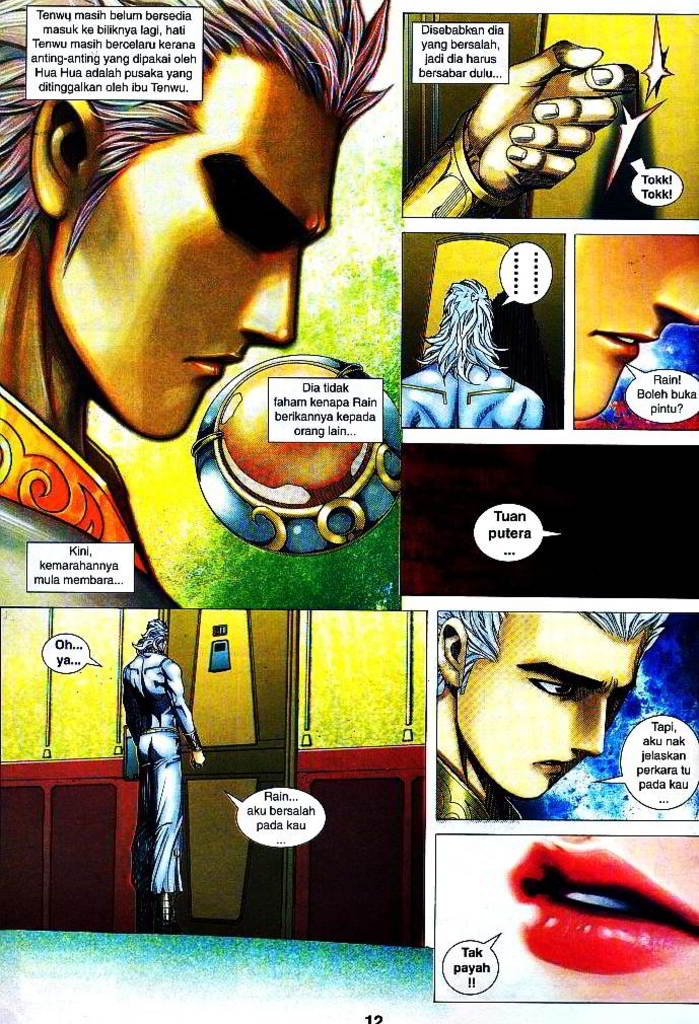 Tenwu masih belum bersedia
masuk ke biliknya lagi, hati
Tenwu masih bercelaru kerana
anting-anting yang dipakai oleh
Hua Hua adalah pusaka yang
ditinggalkan oleh ibu Tenwu.
Dia tidak
faham kenapa Rain
berikannya kepada
orang lain...
Kini,
kemarahannya
mula membara...
Disebabkan dia
yang bersalah,
jadi dia harus
bersabar dulu...
Tokk!
Tokk!
Rain!
Boleh buka
pintu?
Tuan
putera
...
Oh...
ya...
Rain...
aku bersalah
pada kau
...
Tapi,
aku nak
jelaskan
perkara tu
pada kau
...
Tak
payah
!!
12